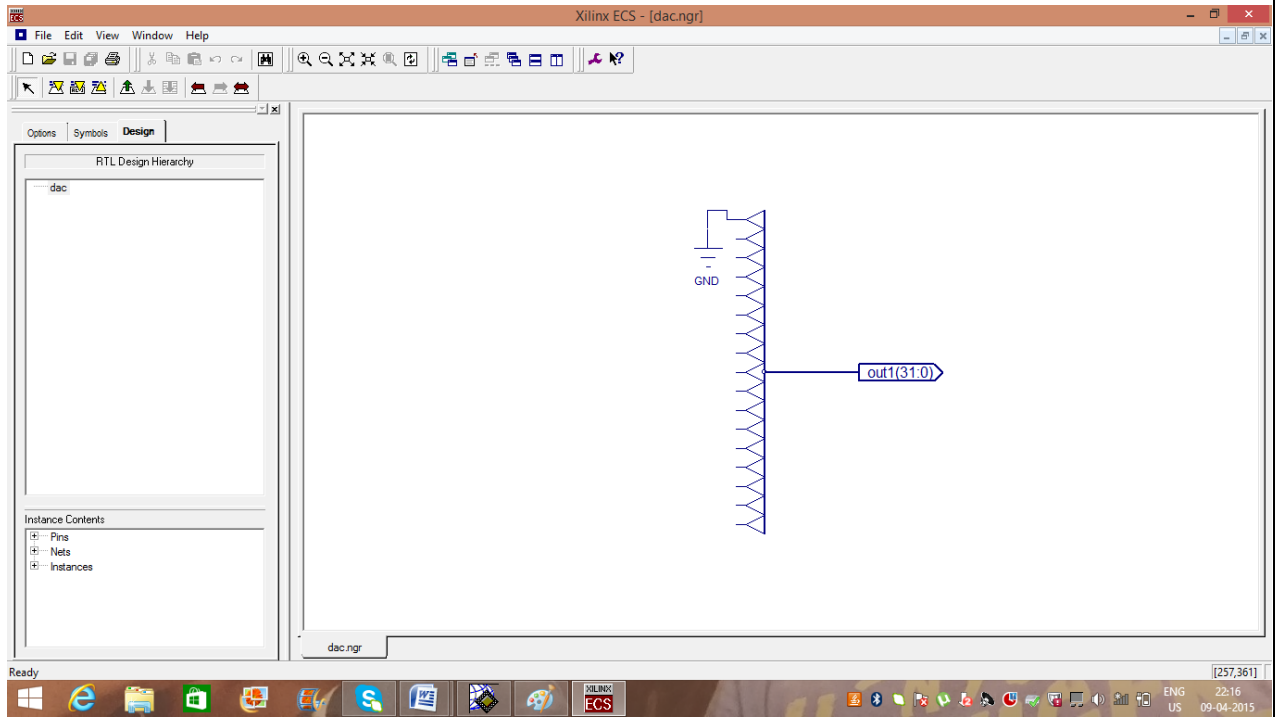 Xilinx ECS - [dac.ngr]
File Edit View Window Help
Options Symbols Design
RTL Design Hierarchy
dac
GND
out1(31:0)
Instance Contents
Pins
Nets
Instances
dac.ngr
Ready
[257,361]
XILINX
ECS
ENG
US
22:16
09-04-2015